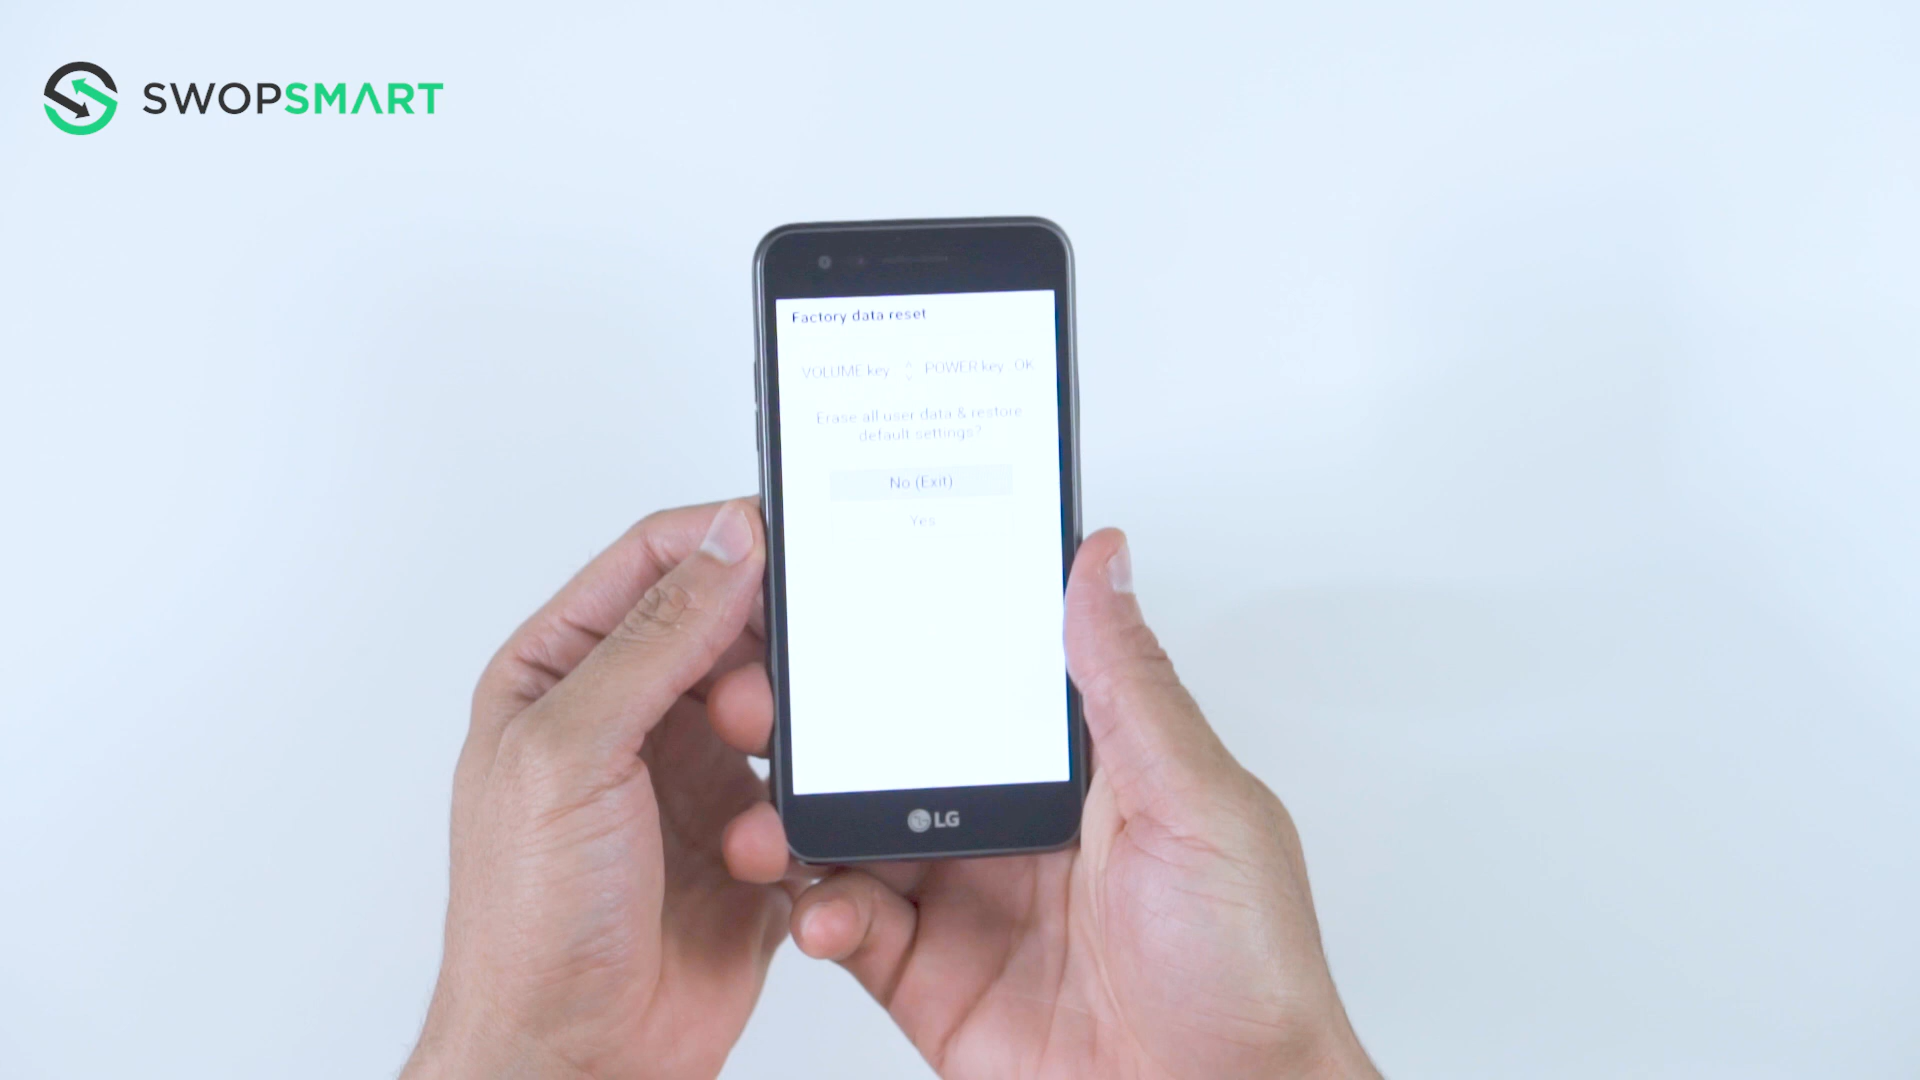 SWOPSMART
Factory data reset
VOLUME key POWER key OK
Erase all user data & restore
default settings?
No (Exit)
Yes
LG